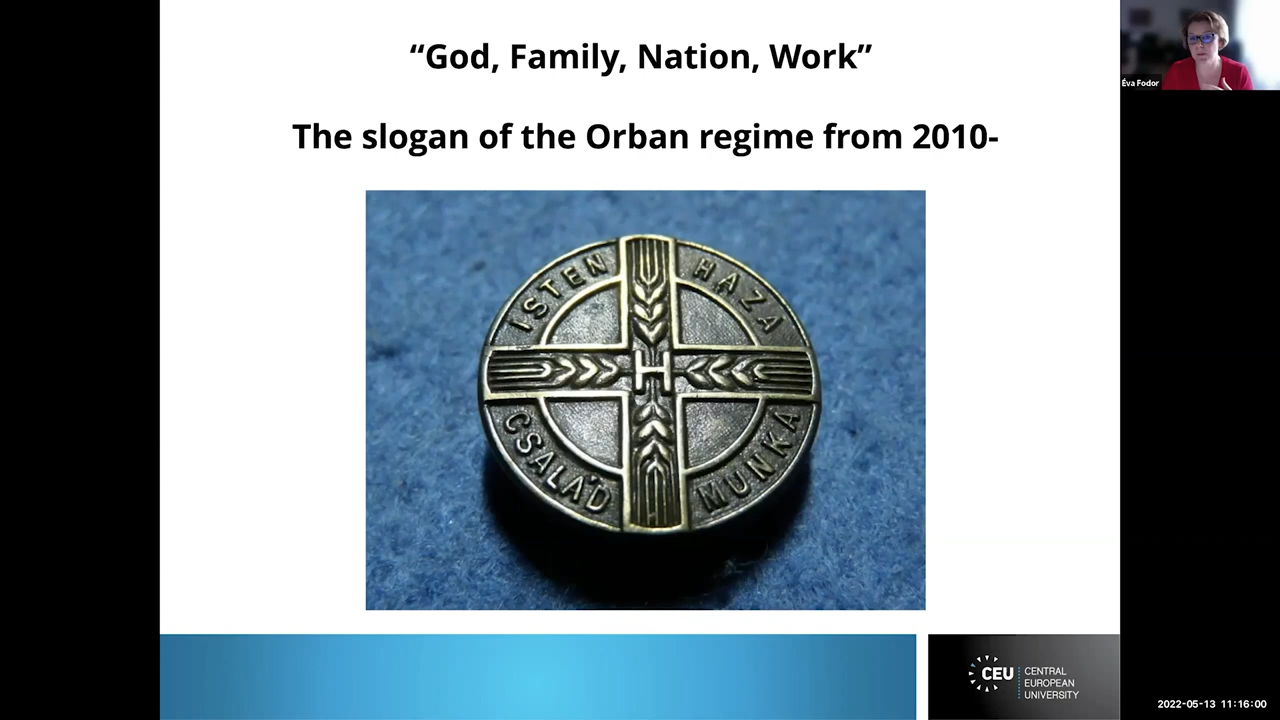 “God, Family, Nation, Work”
The slogan of the Orban regime from 2010-
ISTEN
HAZA
H
CSALÁD
MUNKA
Éva Fodor
CEU
CENTRAL
EUROPEAN
UNIVERSITY
2022-05-13 11:16:00